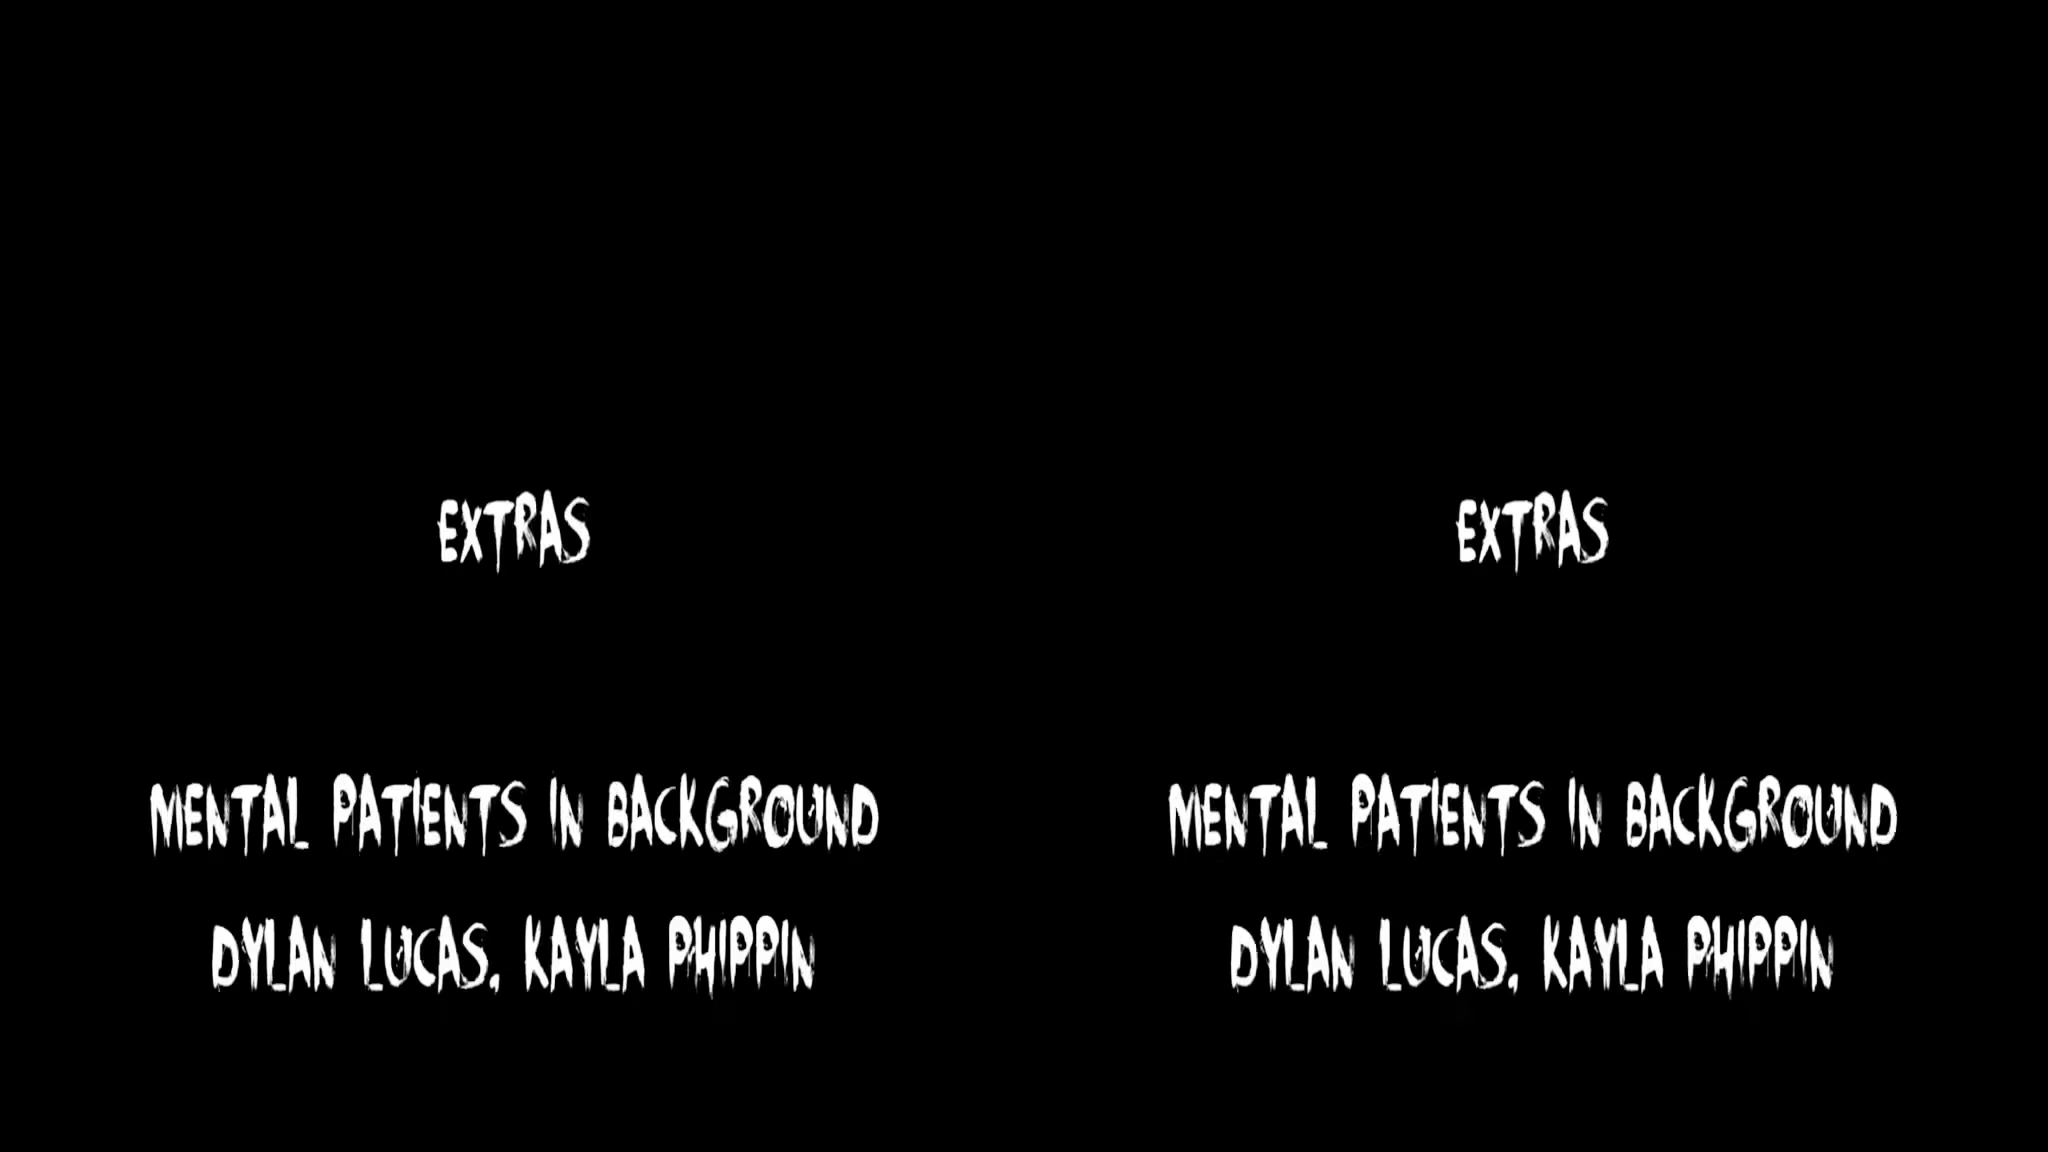 EXTRAS
MENTAL PATIENTS IN BACKGROUND
DYLAN LUCAS, KAYLA PHIPPIN
EXTRAS
MENTAL PATIENTS IN BACKGROUND
DYLAN LUCAS, KAYLA PHIPPIN